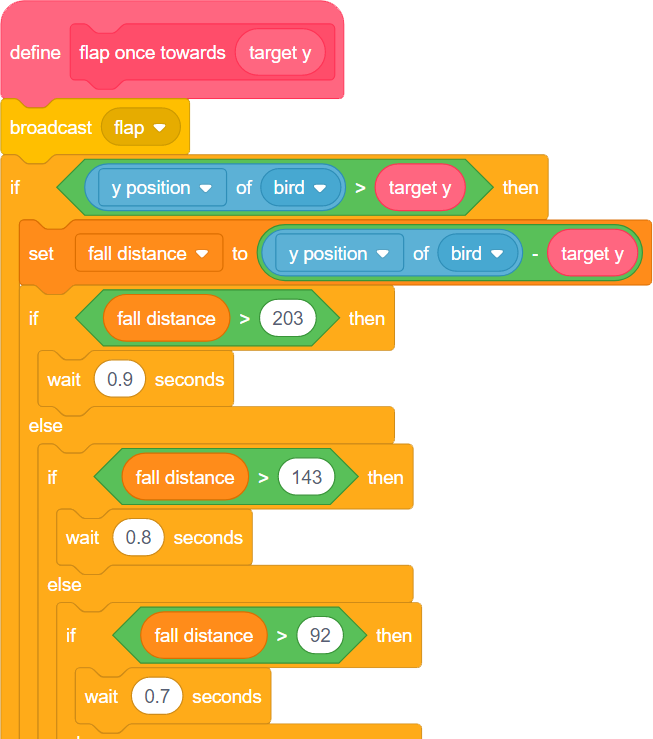 define flap once towards target y
broadcast flap
if y position of bird > target y then
set fall distance to y position of bird - target y
if fall distance > 203 then
wait 0.9 seconds
else
if fall distance > 143 then
wait 0.8 seconds
else
if fall distance > 92 then
wait 0.7 seconds